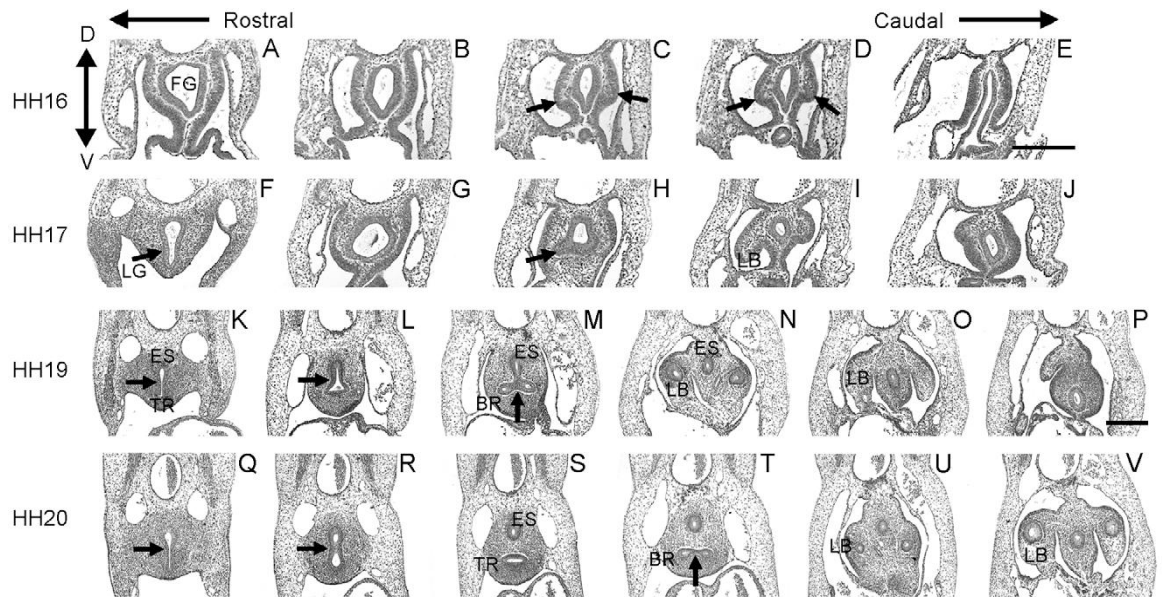 Rostral Caudal
D A B C D E
FG
HH16
V
F G H I J
HH17
LG LB
K L M N O P
ES ES
HH19
LB LB
TR BR
Q R S T U V
ES
HH20
TR BR LB LB